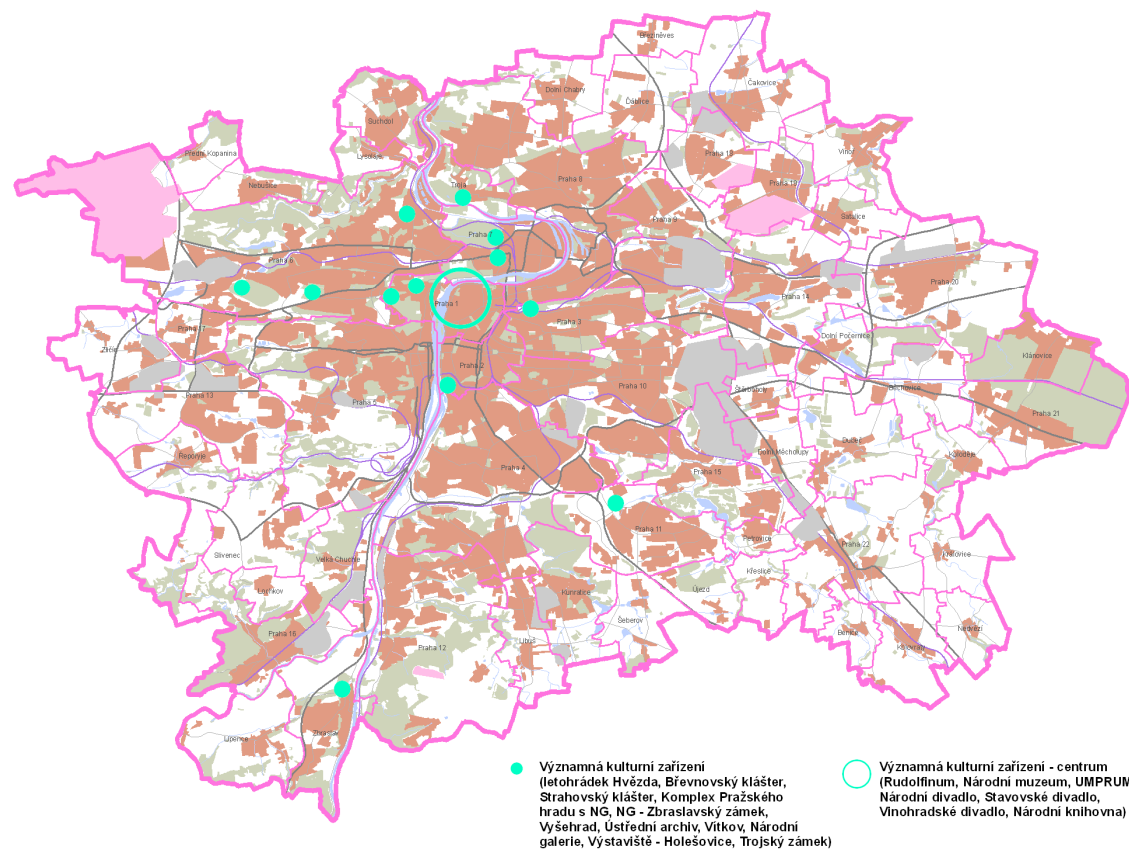 Březiněves
Čakovice
Dolní Chabry
Ďáblice
Suchdol
Lysolaje
Přední Kopanina
Praha 18
Vinoř
Nebušice
Troja
Praha 8
Praha 19
Praha 9
Satalice
Praha 7
Praha 6
Praha 20
Praha 14
Praha 1
Praha 3
Praha 17
Dolní Počernice
Zličín
Klánovice
Praha 2
Praha 10
Štěrboholy
Běchovice
Praha 13
Praha 5
Praha 21
Dubeč
Dolní Měcholupy
Koloděje
Řeporyje
Praha 4
Praha 15
Praha 11
Petrovice
Praha 22
Královice
Slivenec
Velká Chuchle
Křeslice
Lochkov
Kunratice
Újezd
Šeberov
Praha 16
Benice
Nedvězí
Libuš
Praha 12
Kolovraty
Zbraslav
Lipence
Významná kulturní zařízení
(letohrádek Hvězda, Břevnovský klášter,
Strahovský klášter, Komplex Pražského
hradu s NG, NG - Zbraslavský zámek,
Vyšehrad, Ústřední archiv, Vítkov, Národní
galerie, Výstaviště - Holešovice, Trojský zámek)
Významná kulturní zařízení - centrum
(Rudolfinum, Národní muzeum, UMPRUM
Národní divadlo, Stavovské divadlo,
Vinohradské divadlo, Národní knihovna)